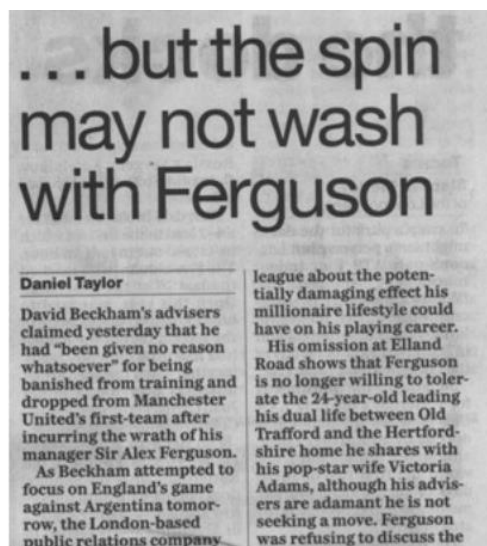 ... but the spin
may not wash
with Ferguson
Daniel Taylor
David Beckham's advisers
claimed yesterday that he
had "been given no reason
whatsoever" for being
banished from training and
dropped from Manchester
United's first-team after
incurring the wrath of his
manager Sir Alex Ferguson.
As Beckham attempted to
focus on England's game
against Argentina tomor-
row, the London-based
public relations company
league about the poten-
tially damaging effect his
millionaire lifestyle could
have on his playing career.
His omission at Elland
Road shows that Ferguson
is no longer willing to toler-
ate the 24-year-old leading
his dual life between Old
Trafford and the Hertford-
shire home he shares with
his pop-star wife Victoria
Adams, although his advis-
ers are adamant he is not
seeking a move. Ferguson
was refusing to discuss the